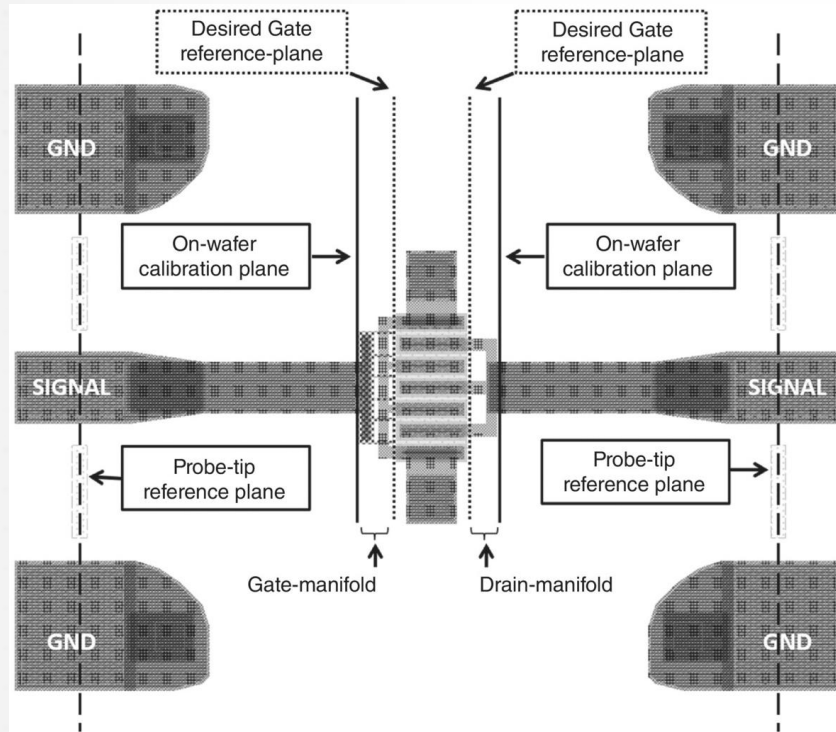 Desired Gate
reference-plane
Desired Gate
reference-plane
GND
GND
On-wafer
calibration plane
On-wafer
calibration plane
SIGNAL
SIGNAL
Probe-tip
reference plane
Probe-tip
reference plane
Gate-manifold
Drain-manifold
GND
GND